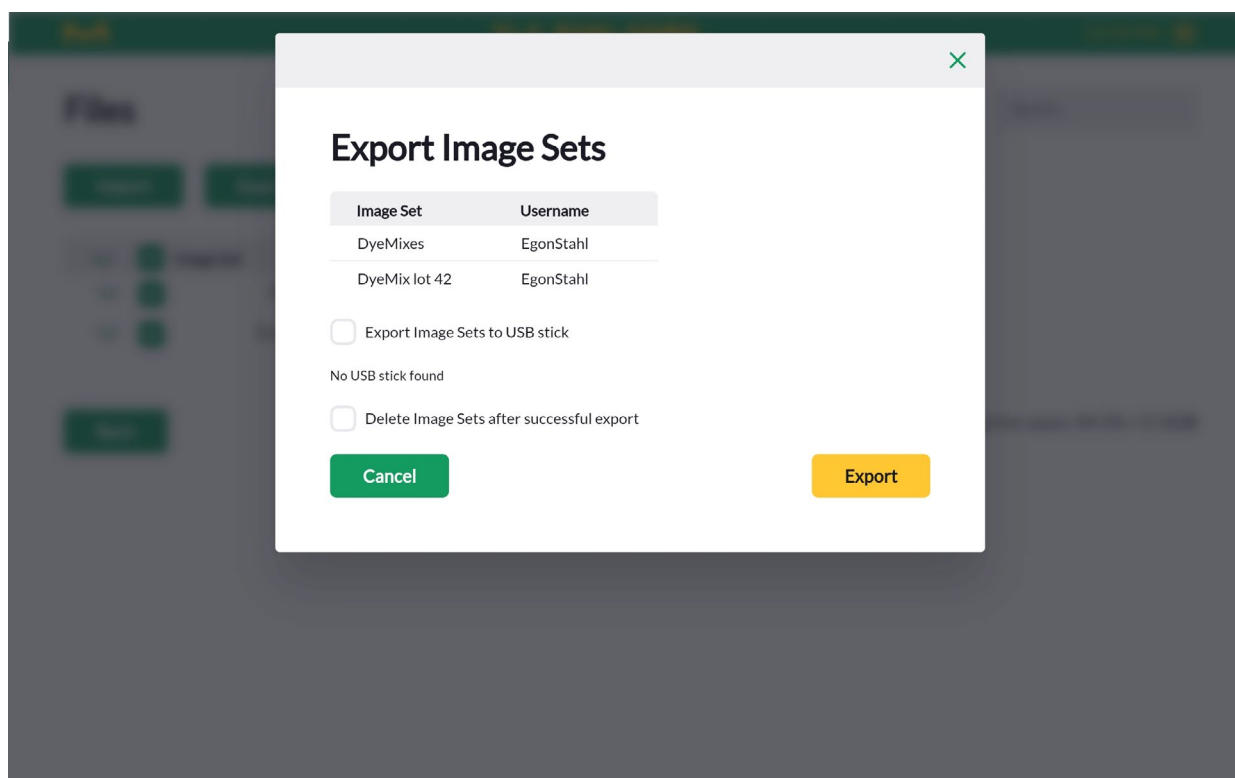 Files
Export Image Sets
Image Set Username
DyeMixes EgonStahl
DyeMix lot 42 EgonStahl
Export Image Sets to USB stick
No USB stick found
Delete Image Sets after successful export
Cancel Export